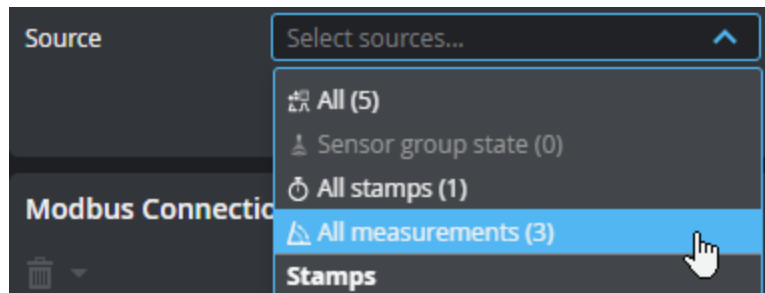 Source
Select sources...
All (5)
Sensor group state (0)
All stamps (1)
Modbus Connectio
All measurements (3)
Stamps